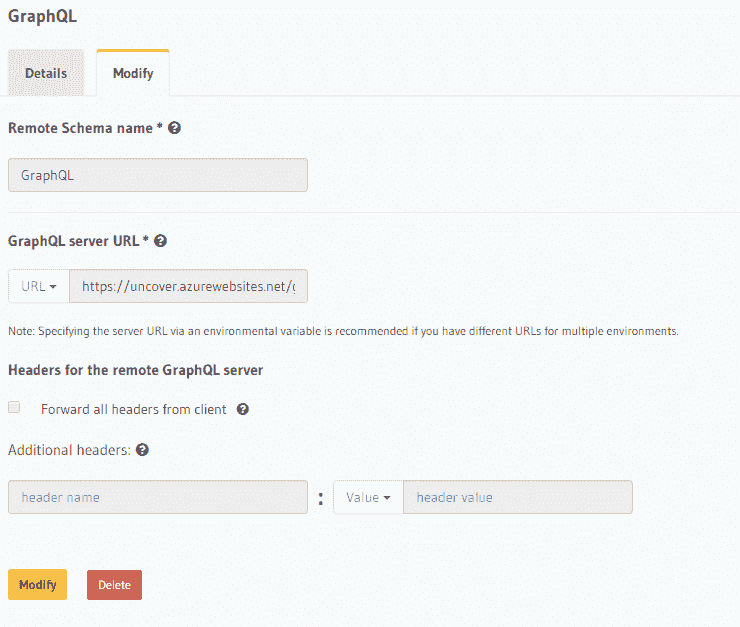 GraphQL
Details Modify
Remote Schema name *
GraphQL
GraphQL server URL *
URL https://uncover.azurewebsites.net/g
Note: Specifying the server URL via an environmental variable is recommended if you have different URLs for multiple environments.
Headers for the remote GraphQL server
Forward all headers from client
Additional headers:
header name : Value header value
Modify Delete